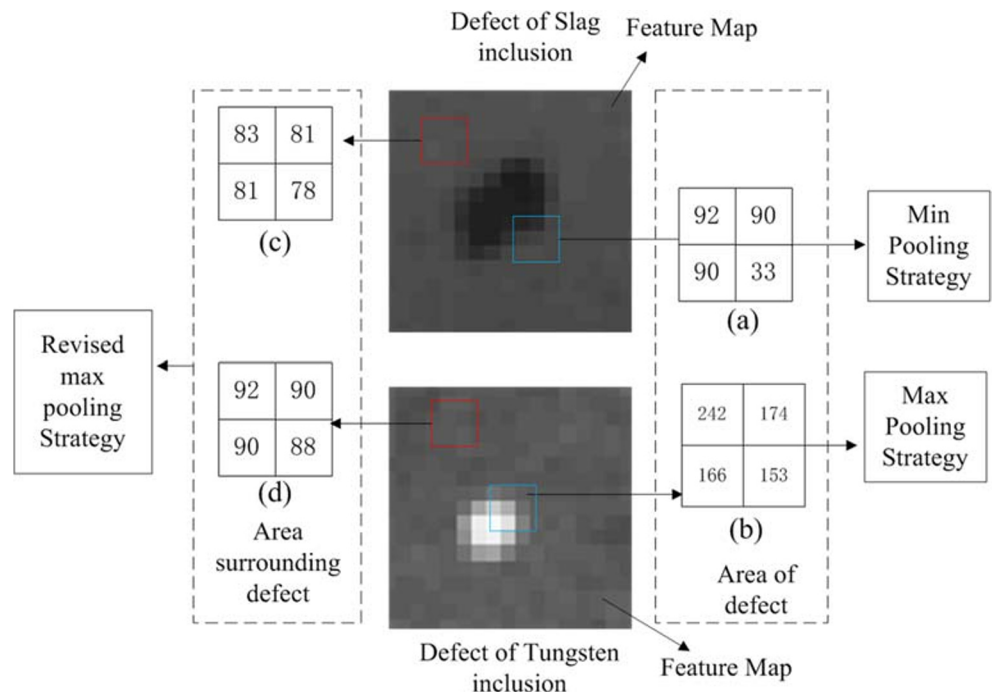 Defect of Slag
inclusion
Feature Map
83 81
81 78
(c)
92 90
90 33
(a)
Min
Pooling
Strategy
Revised
max
pooling
Strategy
92 90
90 88
(d)
Area
surrounding
defect
242 174
166 153
(b)
Area of
defect
Max
Pooling
Strategy
Defect of Tungsten
inclusion
Feature Map